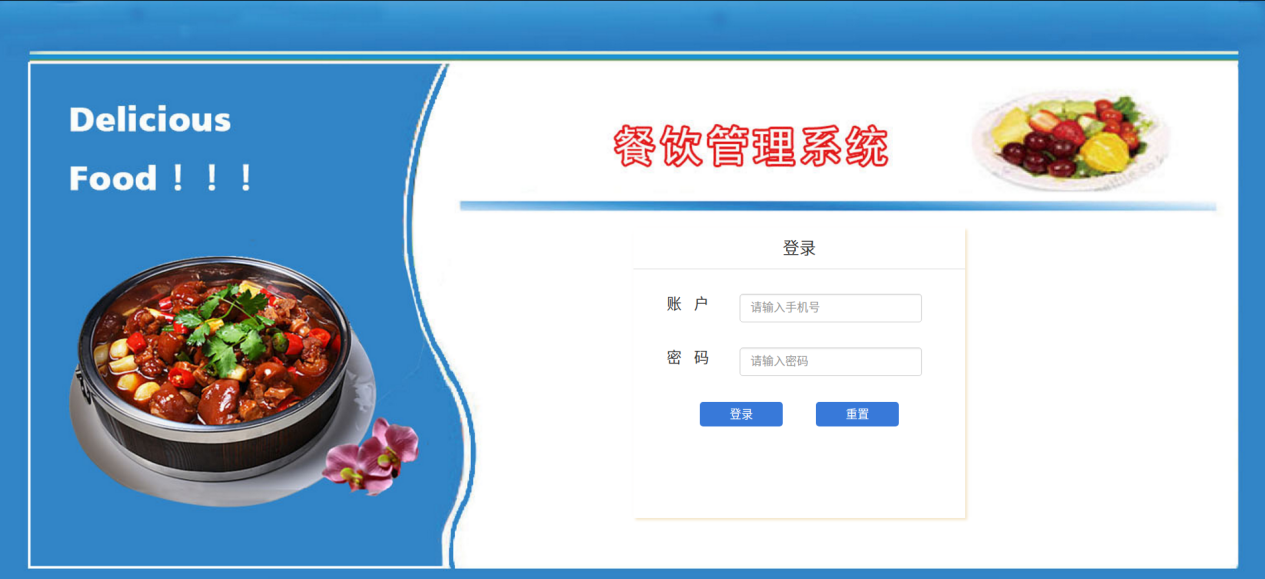 Delicious
Food！！！
餐饮管理系统
登录
账 户
请输入手机号
密 码
请输入密码
登录
重置